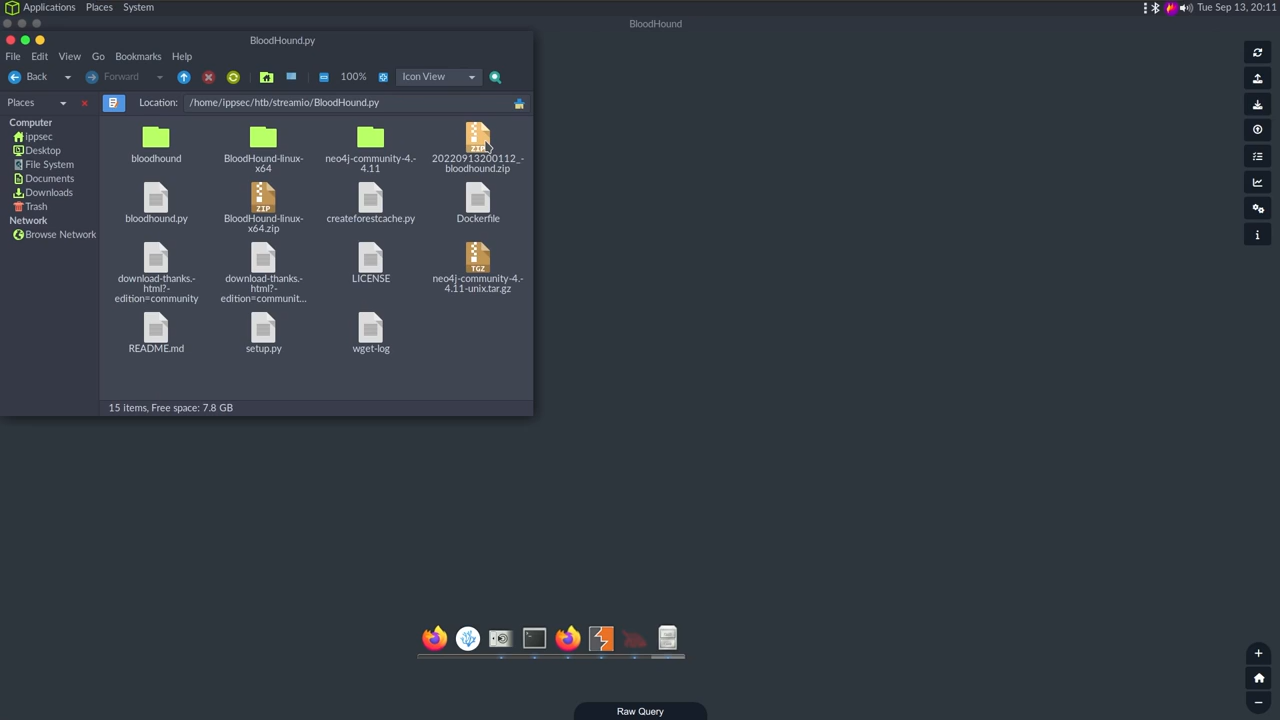 Applications Places System
Tue Sep 13, 20:11
BloodHound
BloodHound.py
File Edit View Go Bookmarks Help
Back Forward 100% Icon View
Places Location: /home/ippsec/htb/streamio/BloodHound.py
Computer
ippsec
Desktop
File System
Documents
Downloads
Trash
Network
Browse Network
bloodhound
BloodHound-linux-
x64
neo4j-community-4.-
4.11
ZIP
20220913200112_-
bloodhound.zip
bloodhound.py
ZIP
BloodHound-linux-
x64.zip
createforestcache.py
Dockerfile
download-thanks.-
html?-
edition=community
download-thanks.-
html?-
edition=communit...
LICENSE
TGZ
neo4j-community-4.-
4.11-unix.tar.gz
README.md
setup.py
wget-log
15 items, Free space: 7.8 GB
Raw Query